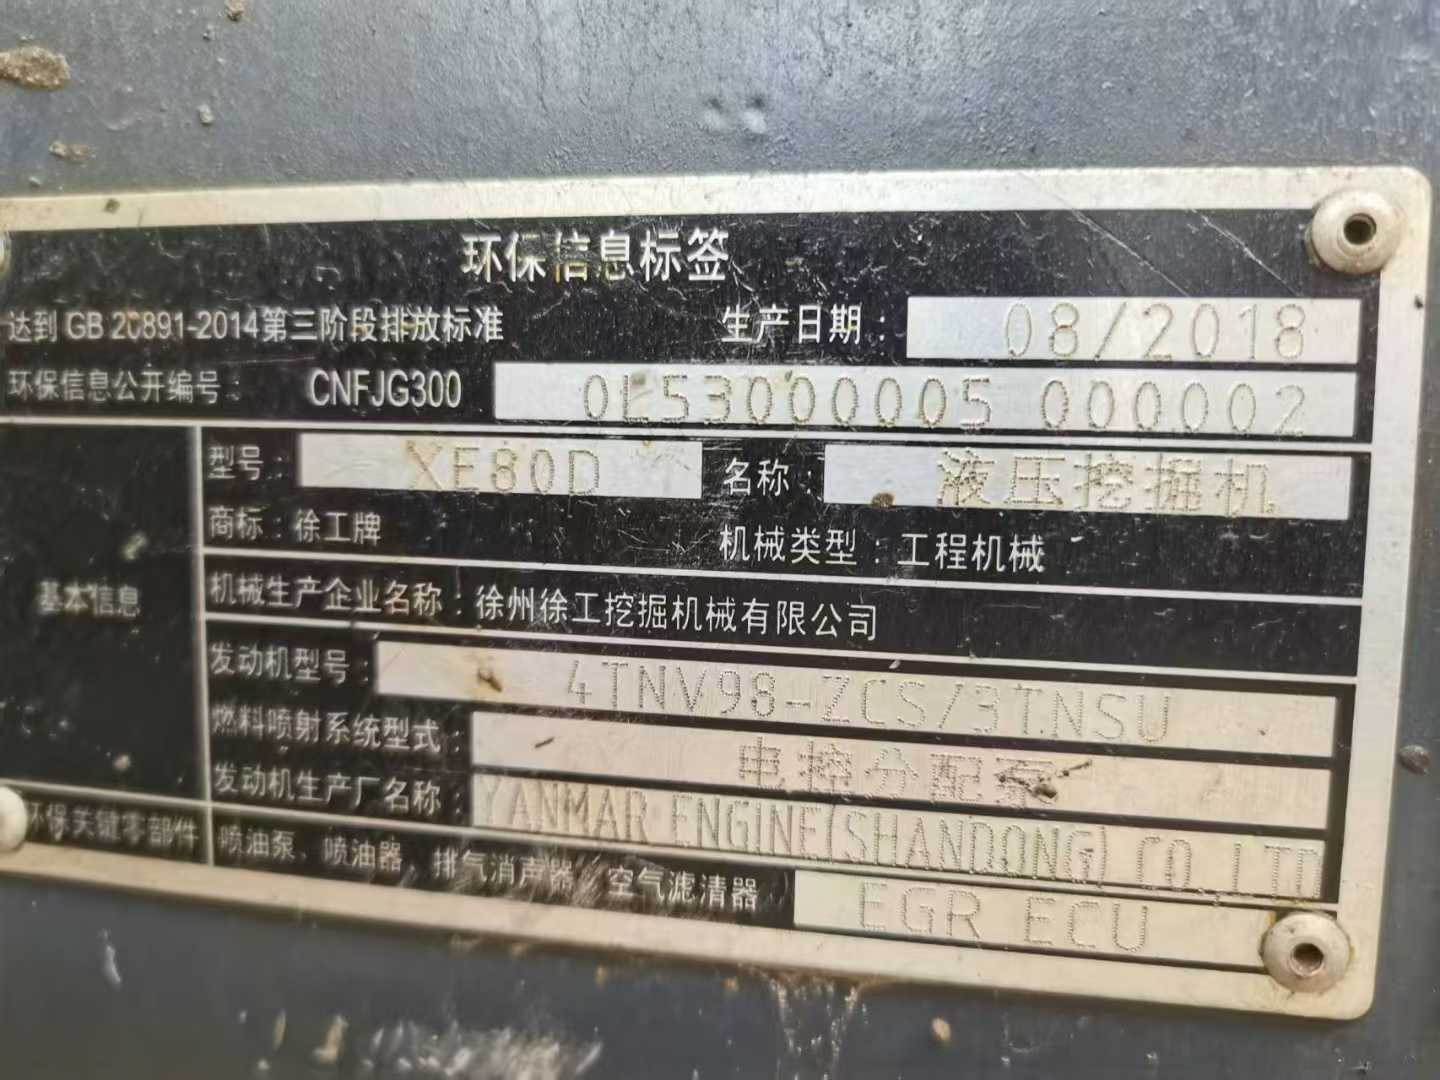 环保信息标签
达到 GB 20891-2014第三阶段排放标准 生产日期: 08/2018
环保信息公开编号: CNFJG300 0L53000005 000002
基本信息
型号: XE80D 名称: 液压挖掘机
商标: 徐工牌 机械类型: 工程机械
机械生产企业名称: 徐州徐工挖掘机械有限公司
发动机型号: 4TNV98-ZCS/3TNSU
燃料喷射系统型式: 电控分配泵
发动机生产厂名称: YANMAR ENGINE(SHANDONG) CO.,LTD
环保关键零部件 喷油泵、喷油器、排气消声器、空气滤清器 EGR ECU